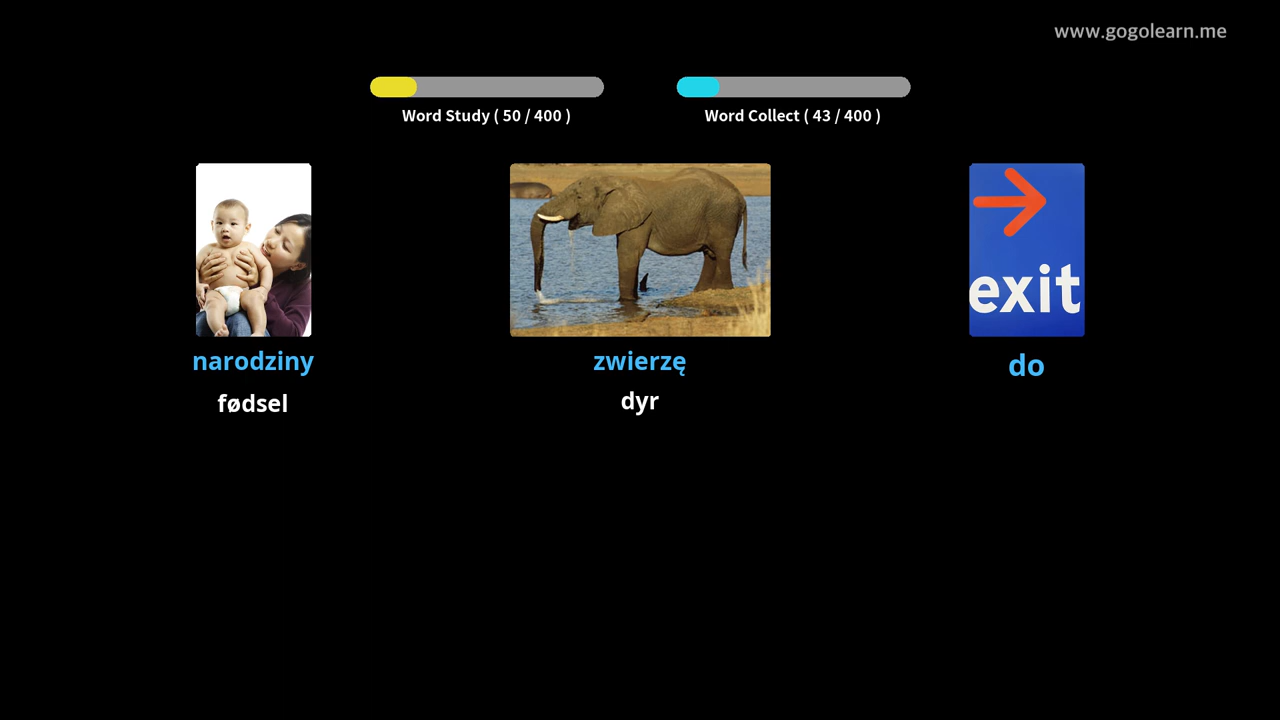 www.gogolearn.me
Word Study ( 50 / 400 )
Word Collect ( 43 / 400 )
exit
narodziny
zwierzę
do
fødsel
dyr